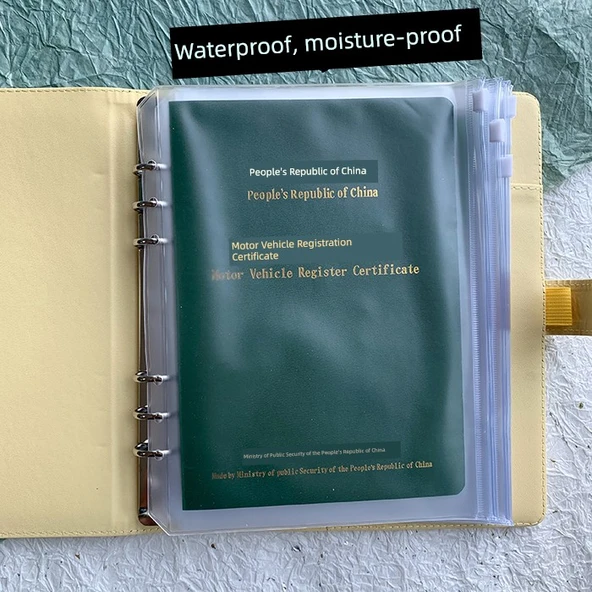 Waterproof, moisture-proof
People's Republic of China
People's Republic of China
Motor Vehicle Registration
Certificate
Motor Vehicle Register Certificate
Ministry of Public Security of the People's Republic of China
Made by Ministry of public Security of the People's Republic of China